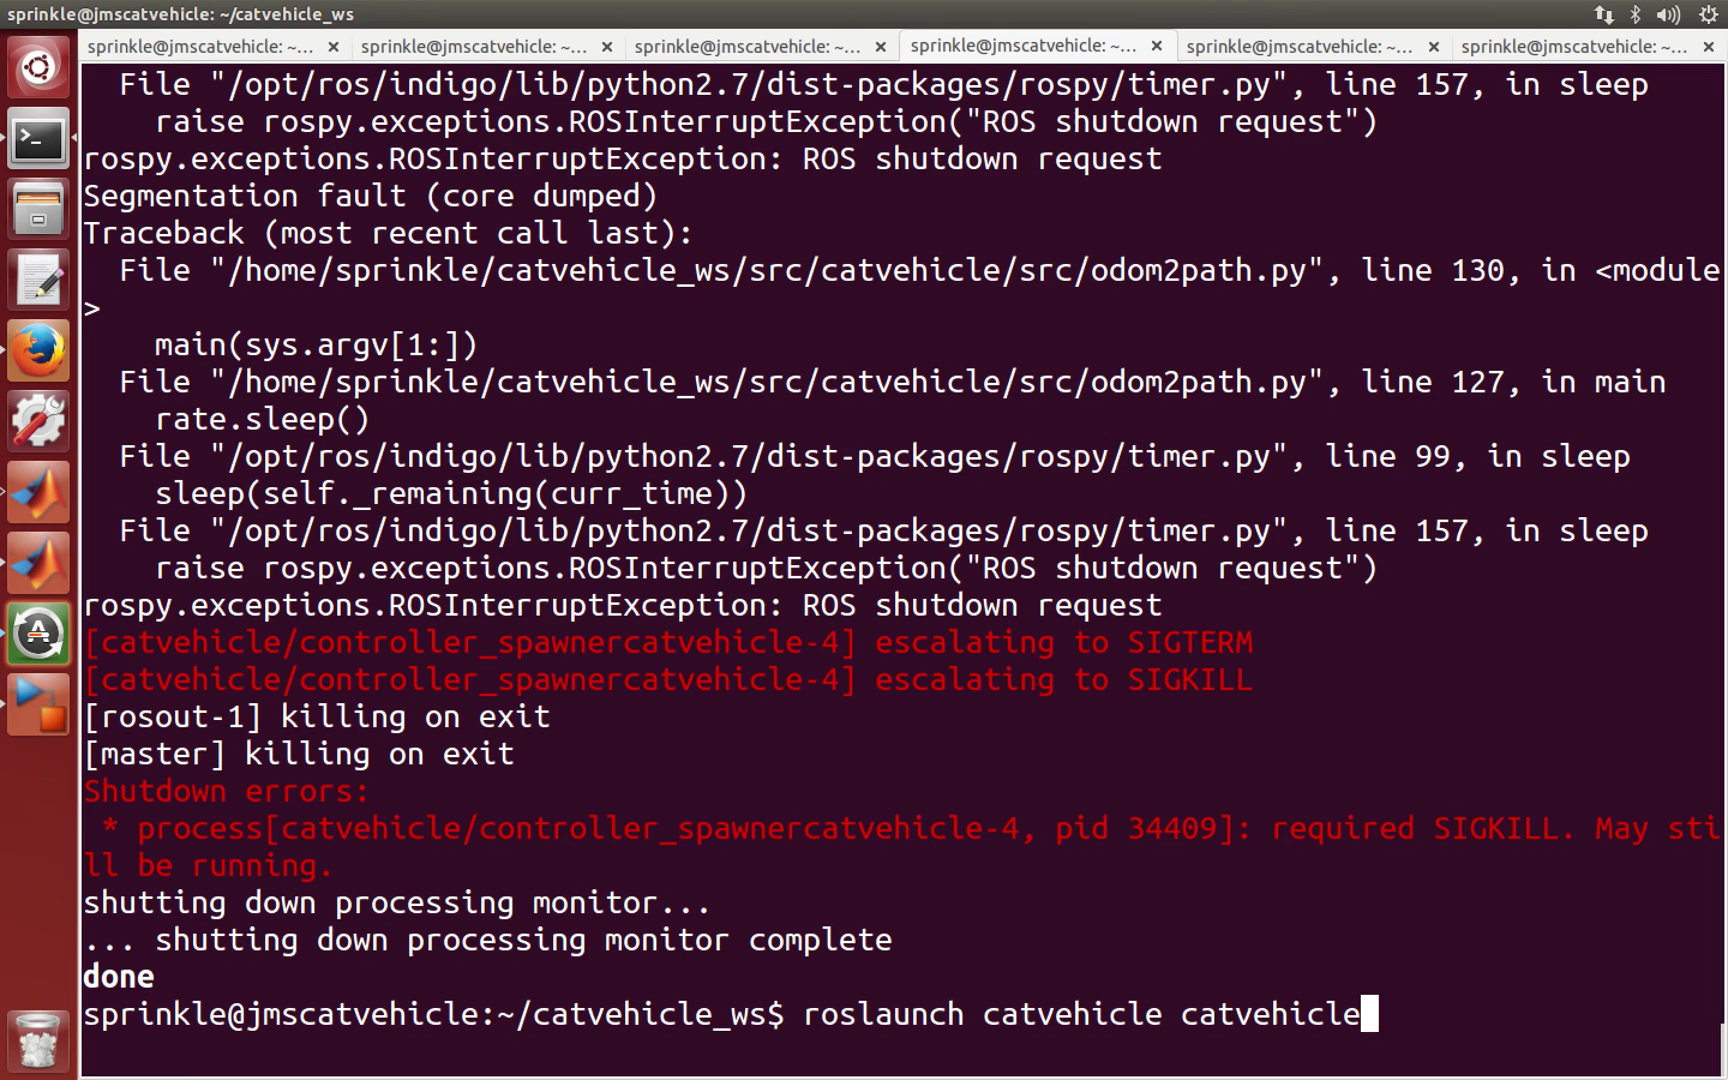 sprinkle@jmscatvehicle: ~/catvehicle_ws
sprinkle@jmscatvehicle: ~... sprinkle@jmscatvehicle: ~... sprinkle@jmscatvehicle: ~... sprinkle@jmscatvehicle: ~... sprinkle@jmscatvehicle: ~... sprinkle@jmscatvehicle: ~...
  File "/opt/ros/indigo/lib/python2.7/dist-packages/rospy/timer.py", line 157, in sleep
    raise rospy.exceptions.ROSInterruptException("ROS shutdown request")
rospy.exceptions.ROSInterruptException: ROS shutdown request
Segmentation fault (core dumped)
Traceback (most recent call last):
  File "/home/sprinkle/catvehicle_ws/src/catvehicle/src/odom2path.py", line 130, in <module
>
    main(sys.argv[1:])
  File "/home/sprinkle/catvehicle_ws/src/catvehicle/src/odom2path.py", line 127, in main
    rate.sleep()
  File "/opt/ros/indigo/lib/python2.7/dist-packages/rospy/timer.py", line 99, in sleep
    sleep(self._remaining(curr_time))
  File "/opt/ros/indigo/lib/python2.7/dist-packages/rospy/timer.py", line 157, in sleep
    raise rospy.exceptions.ROSInterruptException("ROS shutdown request")
rospy.exceptions.ROSInterruptException: ROS shutdown request
[catvehicle/controller_spawnercatvehicle-4] escalating to SIGTERM
[catvehicle/controller_spawnercatvehicle-4] escalating to SIGKILL
[rosout-1] killing on exit
[master] killing on exit
Shutdown errors:
 * process[catvehicle/controller_spawnercatvehicle-4, pid 34409]: required SIGKILL. May sti
ll be running.
shutting down processing monitor...
... shutting down processing monitor complete
done
sprinkle@jmscatvehicle:~/catvehicle_ws$ roslaunch catvehicle catvehicle